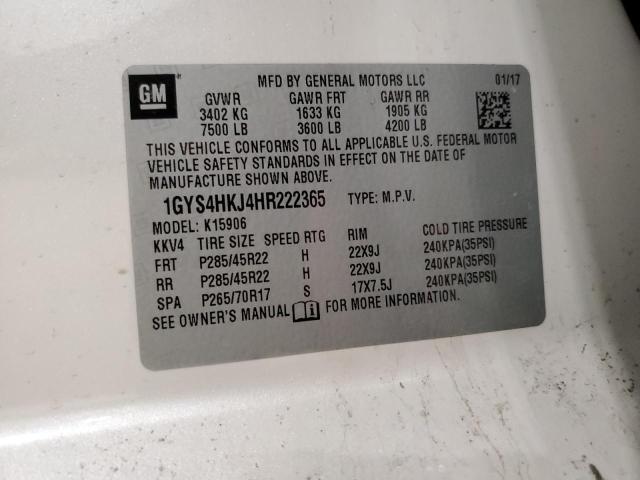 GM MFD BY GENERAL MOTORS LLC 01/17
GVWR GAWR FRT GAWR RR
3402 KG 1633 KG 1905 KG
7500 LB 3600 LB 4200 LB
THIS VEHICLE CONFORMS TO ALL APPLICABLE U.S. FEDERAL MOTOR
VEHICLE SAFETY STANDARDS IN EFFECT ON THE DATE OF
MANUFACTURE SHOWN ABOVE.
1GYS4HKJ4HR222365 TYPE: M.P.V.
MODEL: K15906
KKV4 TIRE SIZE SPEED RTG RIM COLD TIRE PRESSURE
FRT P285/45R22 H 22X9J 240KPA(35PSI)
RR P285/45R22 H 22X9J 240KPA(35PSI)
SPA P265/70R17 S 17X7.5J 240KPA(35PSI)
SEE OWNER'S MANUAL FOR MORE INFORMATION.